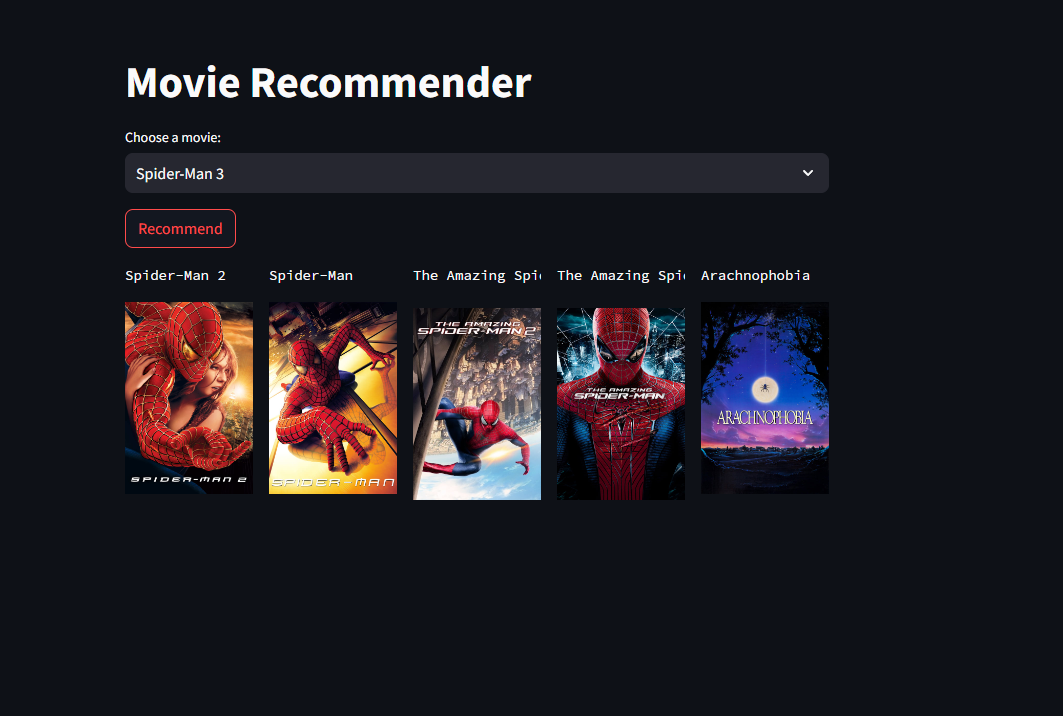 Movie Recommender
Choose a movie:
Spider-Man 3
Recommend
Spider-Man 2
Spider-Man
The Amazing Spi
The Amazing Spi
Arachnophobia
SPIDER-MAN 2
SPIDER-MAN
THE AMAZING
SPIDER-MAN 2
THE AMAZING
SPIDER-MAN
ARACHNOPHOBIA